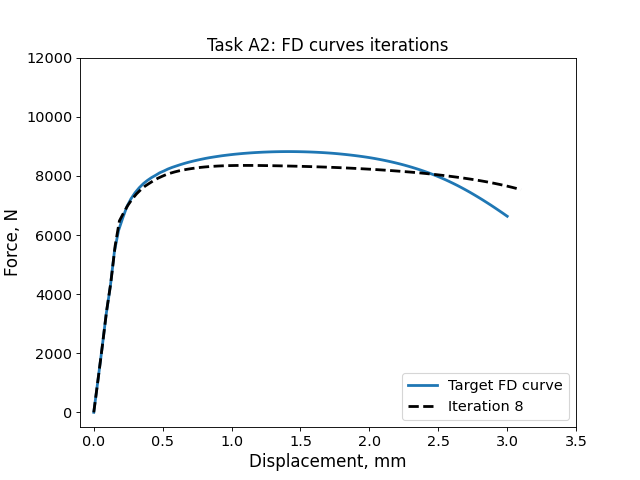 Task A2: FD curves iterations
12000
10000
8000
6000
4000
2000
0
Force, N
0.0 0.5 1.0 1.5 2.0 2.5 3.0 3.5
Displacement, mm
Target FD curve
Iteration 8